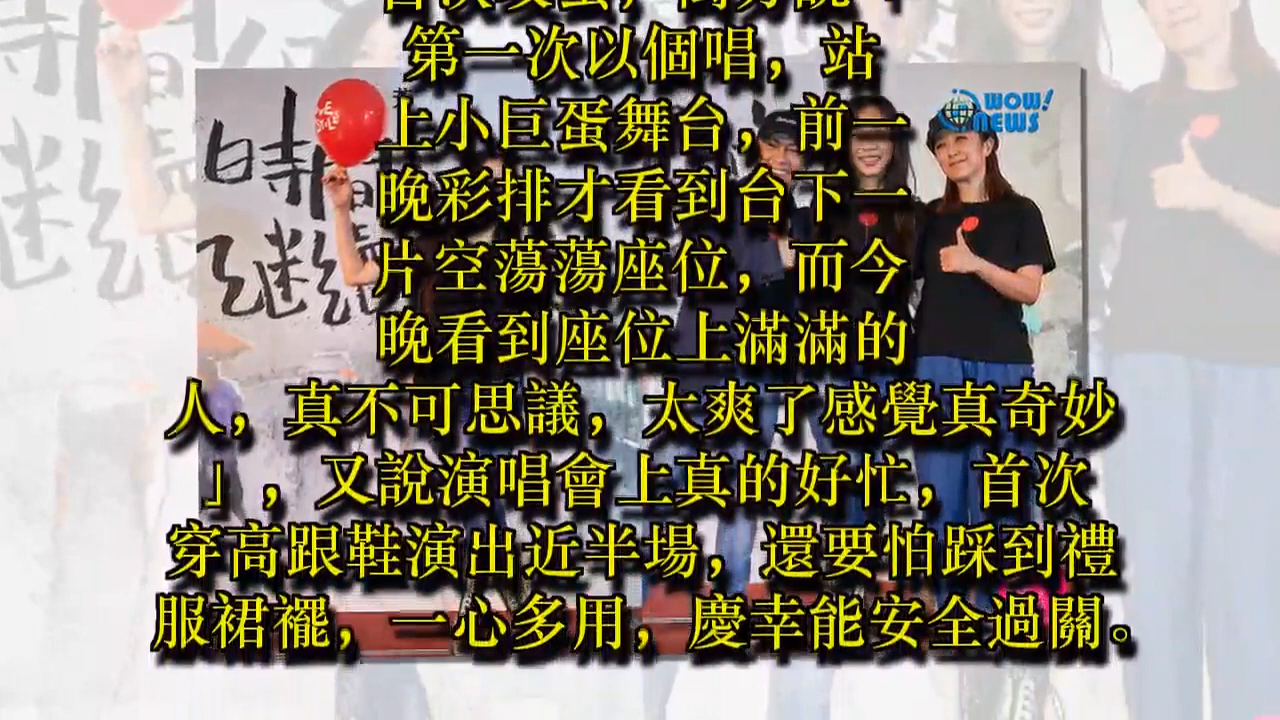 第一次以個唱，站
上小巨蛋舞台，前一
晚彩排才看到台下一
片空蕩蕩座位，而今
晚看到座位上滿滿的
人，真不可思議，太爽了感覺真奇妙
」，又說演唱會上真的好忙，首次
穿高跟鞋演出近半場，還要怕踩到禮
服裙襬，一心多用，慶幸能安全過關。
WOW!
NEWS